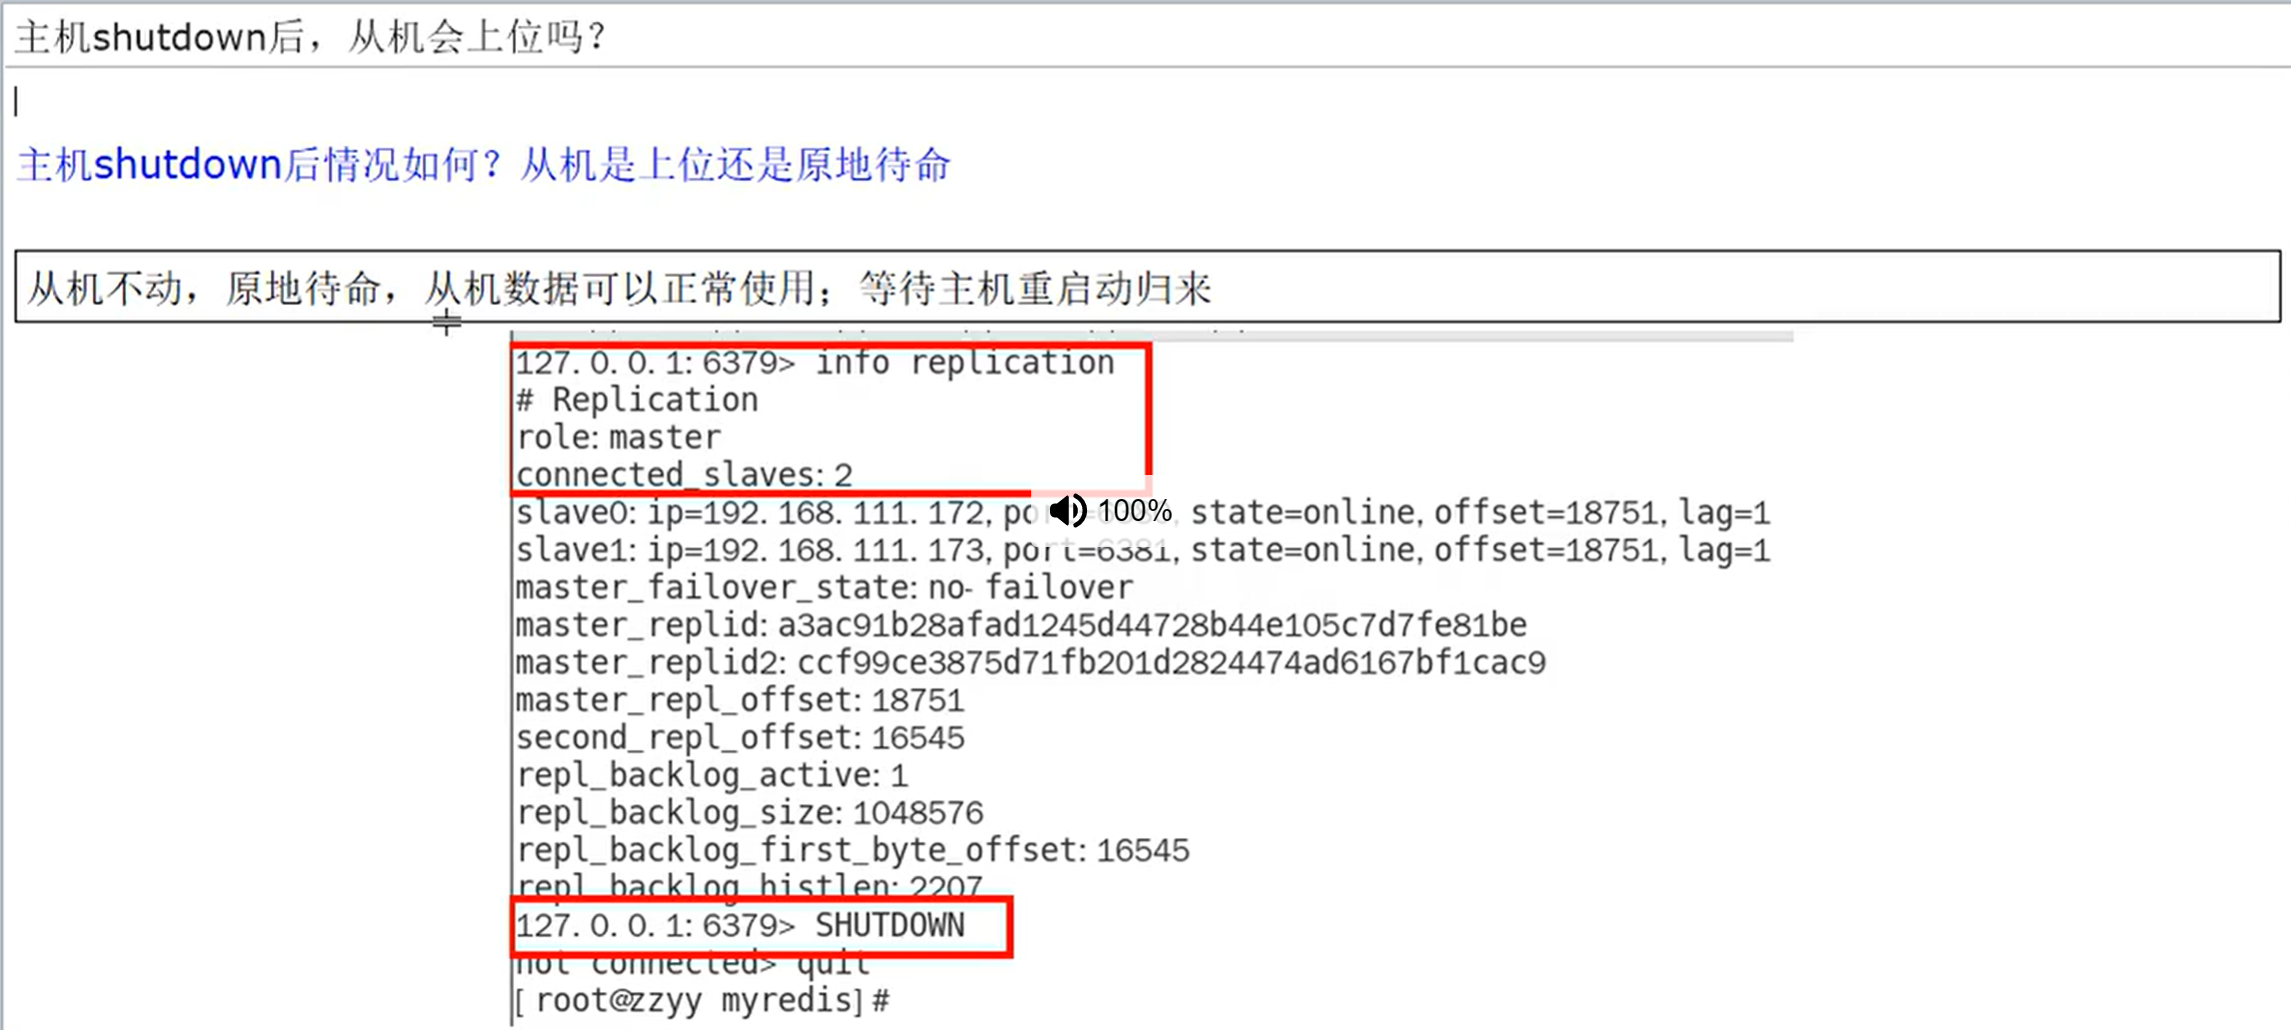 主机shutdown后，从机会上位吗？
主机shutdown后情况如何？从机是上位还是原地待命
从机不动，原地待命，从机数据可以正常使用；等待主机重启动归来
127.0.0.1:6379> info replication
# Replication
role:master
connected_slaves:2
slave0:ip=192.168.111.172,po state=online,offset=18751,lag=1
100%
slave1:ip=192.168.111.173,port=6381,state=online,offset=18751,lag=1
master_failover_state:no-failover
master_replid:a3ac91b28afad1245d44728b44e105c7d7fe81be
master_replid2:ccf99ce3875d71fb201d2824474ad6167bf1cac9
master_repl_offset:18751
second_repl_offset:16545
repl_backlog_active:1
repl_backlog_size:1048576
repl_backlog_first_byte_offset:16545
repl_backlog_histlen:2207
127.0.0.1:6379> SHUTDOWN
not connected> quit
[root@zzyy myredis]#